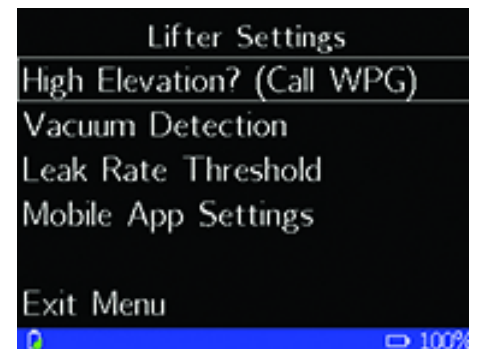 Lifter Settings
High Elevation? (Call WPG)
Vacuum Detection
Leak Rate Threshold
Mobile App Settings
Exit Menu
100%